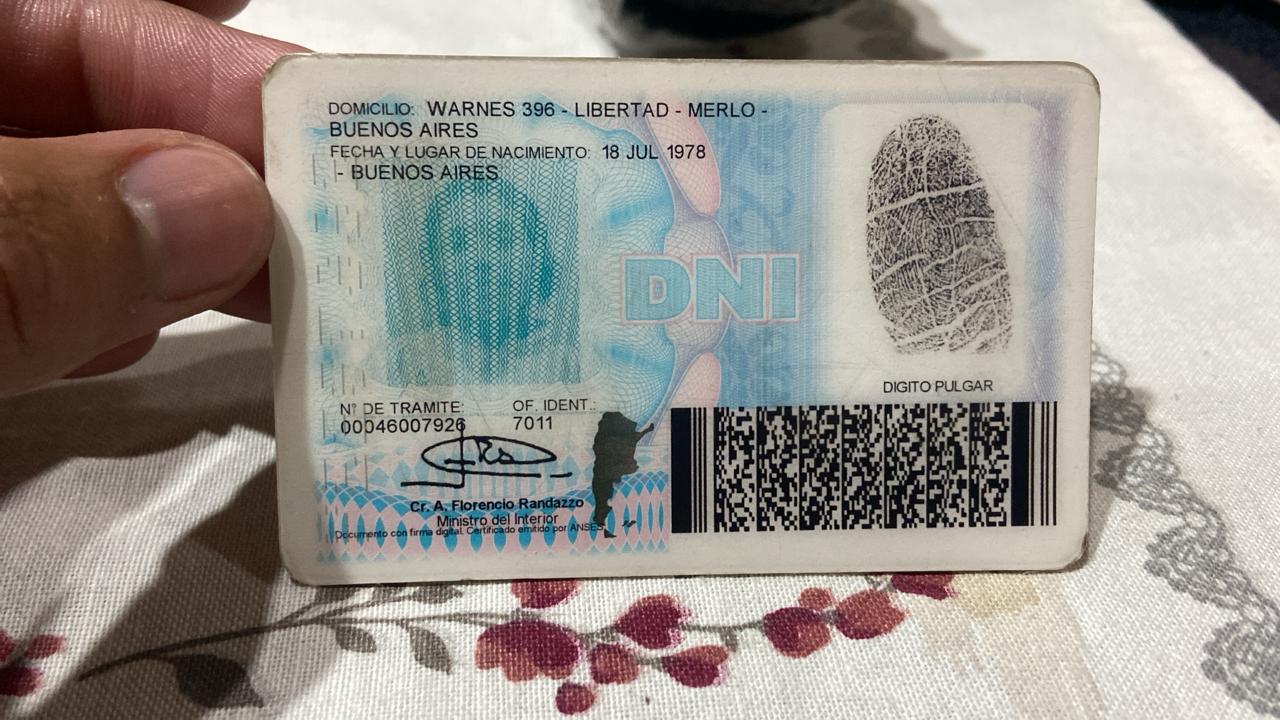 DOMICILIO: WARNES 396 - LIBERTAD - MERLO -
BUENOS AIRES
FECHA Y LUGAR DE NACIMIENTO: 18 JUL 1978
- BUENOS AIRES
DNI
DIGITO PULGAR
Nº DE TRAMITE: OF. IDENT.:
00046007926 7011
Cr. A. Florencio Randazzo
Ministro del Interior
Documento con firma digital. Certificado emitido por ANSES